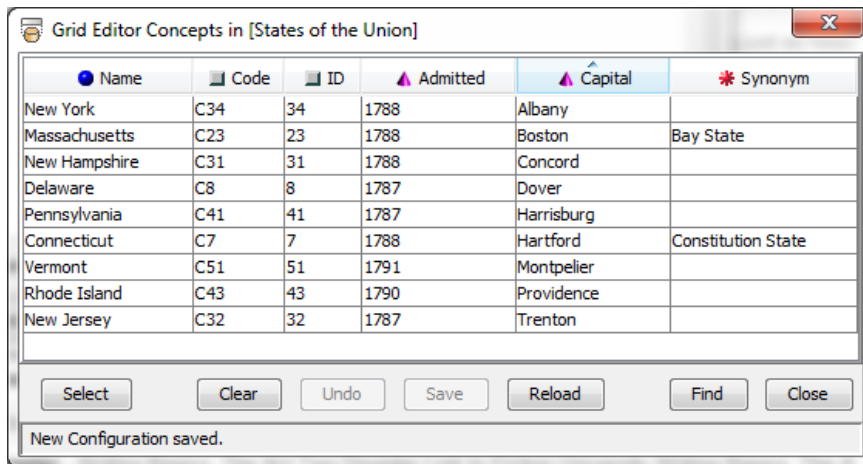 Grid Editor Concepts in [States of the Union]
Name Code ID Admitted Capital Synonym
New York C34 34 1788 Albany
Massachusetts C23 23 1788 Boston Bay State
New Hampshire C31 31 1788 Concord
Delaware C8 8 1787 Dover
Pennsylvania C41 41 1787 Harrisburg
Connecticut C7 7 1788 Hartford Constitution State
Vermont C51 51 1791 Montpelier
Rhode Island C43 43 1790 Providence
New Jersey C32 32 1787 Trenton
Select Clear Undo Save Reload Find Close
New Configuration saved.